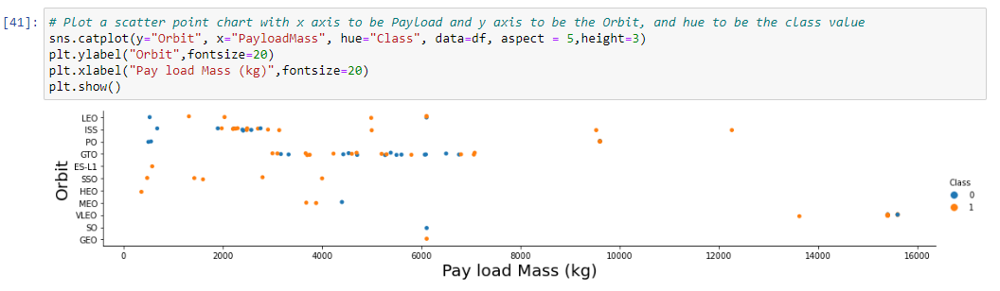 [41]: # Plot a scatter point chart with x axis to be Payload and y axis to be the Orbit, and hue to be the class value
sns.catplot(y="Orbit", x="PayloadMass", hue="Class", data=df, aspect = 5,height=3)
plt.ylabel("Orbit",fontsize=20)
plt.xlabel("Pay load Mass (kg)",fontsize=20)
plt.show()
Orbit
LEO
ISS
PO
GTO
ES-L1
SSO
HEO
MEO
VLEO
SO
GEO
0 2000 4000 6000 8000 10000 12000 14000 16000
Pay load Mass (kg)
Class
0
1